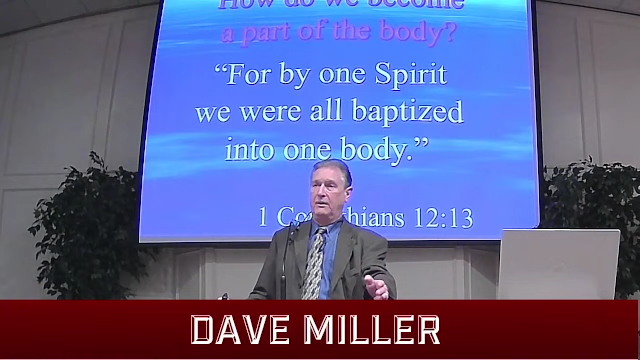 How do we become
a part of the body?
“For by one Spirit
we were all baptized
into one body.”
1 Corinthians 12:13
DAVE MILLER